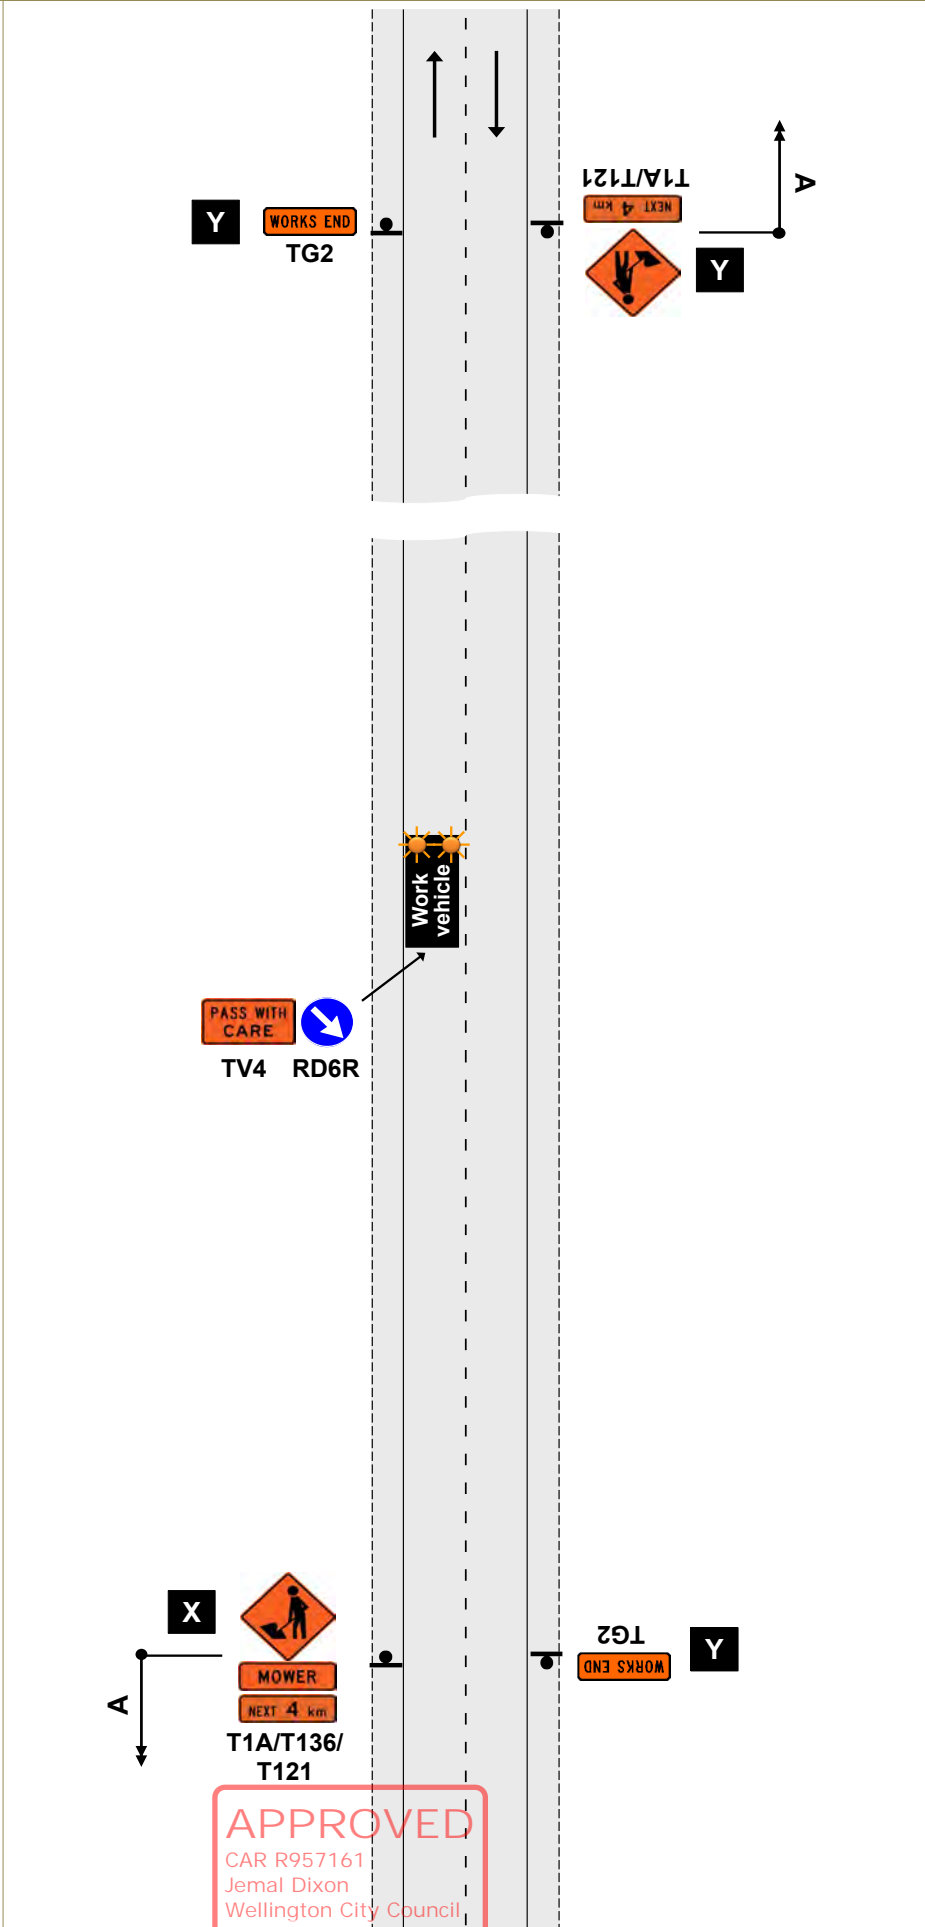 T1A/T121
NEXT 4 km
A
Y
WORKS END
TG2
Y
Work
vehicle
PASS WITH
CARE
TV4 RD6R
X
MOWER
NEXT 4 km
T1A/T136/
T121
A
TG2
WORKS END
Y
APPROVED
CAR R957161
Jemal Dixon
Wellington City Council